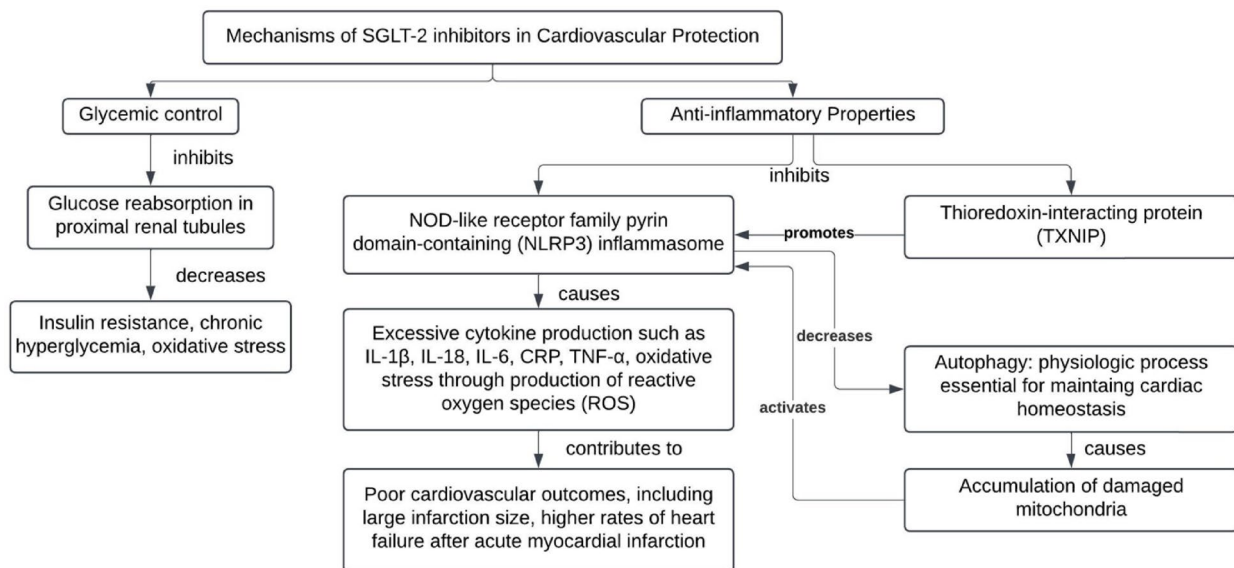 Mechanisms of SGLT-2 inhibitors in Cardiovascular Protection
Glycemic control
Anti-inflammatory Properties
inhibits
inhibits
Glucose reabsorption in
proximal renal tubules
NOD-like receptor family pyrin
domain-containing (NLRP3) inflammasome
promotes
Thioredoxin-interacting protein
(TXNIP)
decreases
causes
Insulin resistance, chronic
hyperglycemia, oxidative stress
Excessive cytokine production such as
IL-1β, IL-18, IL-6, CRP, TNF-α, oxidative
stress through production of reactive
oxygen species (ROS)
decreases
Autophagy: physiologic process
essential for maintaing cardiac
homeostasis
activates
contributes to
causes
Poor cardiovascular outcomes, including
large infarction size, higher rates of heart
failure after acute myocardial infarction
Accumulation of damaged
mitochondria